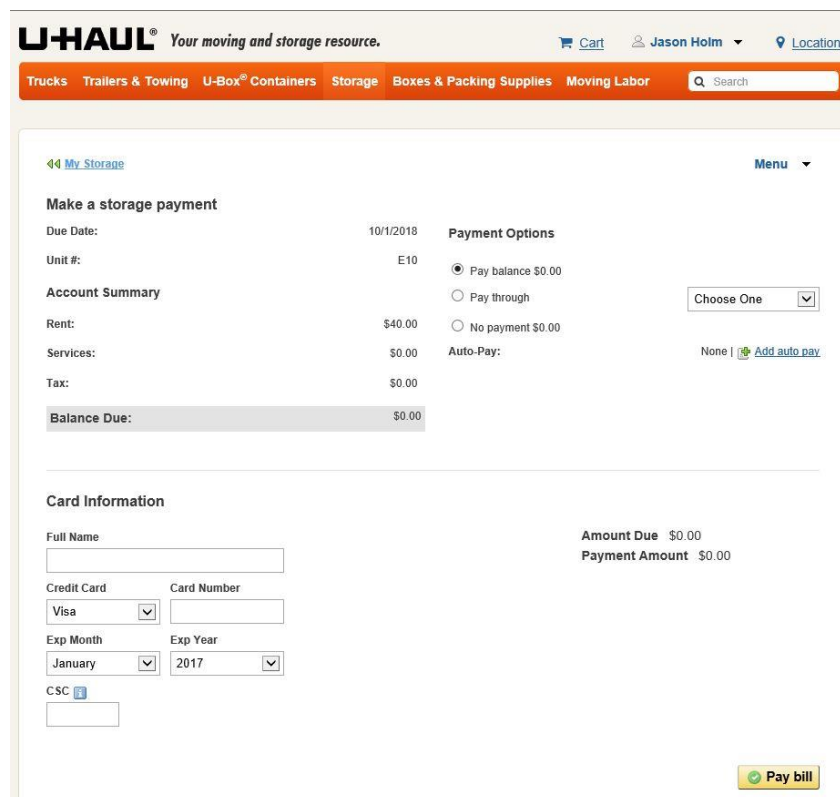 U-HAUL® Your moving and storage resource.
Cart Jason Holm Location
Trucks Trailers & Towing U-Box® Containers Storage Boxes & Packing Supplies Moving Labor Search
My Storage
Menu
Make a storage payment
Due Date: 10/1/2018
Unit #: E10
Account Summary
Rent: $40.00
Services: $0.00
Tax: $0.00
Balance Due: $0.00
Payment Options
Pay balance $0.00
Pay through Choose One
No payment $0.00
Auto-Pay: None | Add auto pay
Card Information
Full Name
Credit Card Card Number
Visa
Exp Month Exp Year
January 2017
CSC
Amount Due $0.00
Payment Amount $0.00
Pay bill